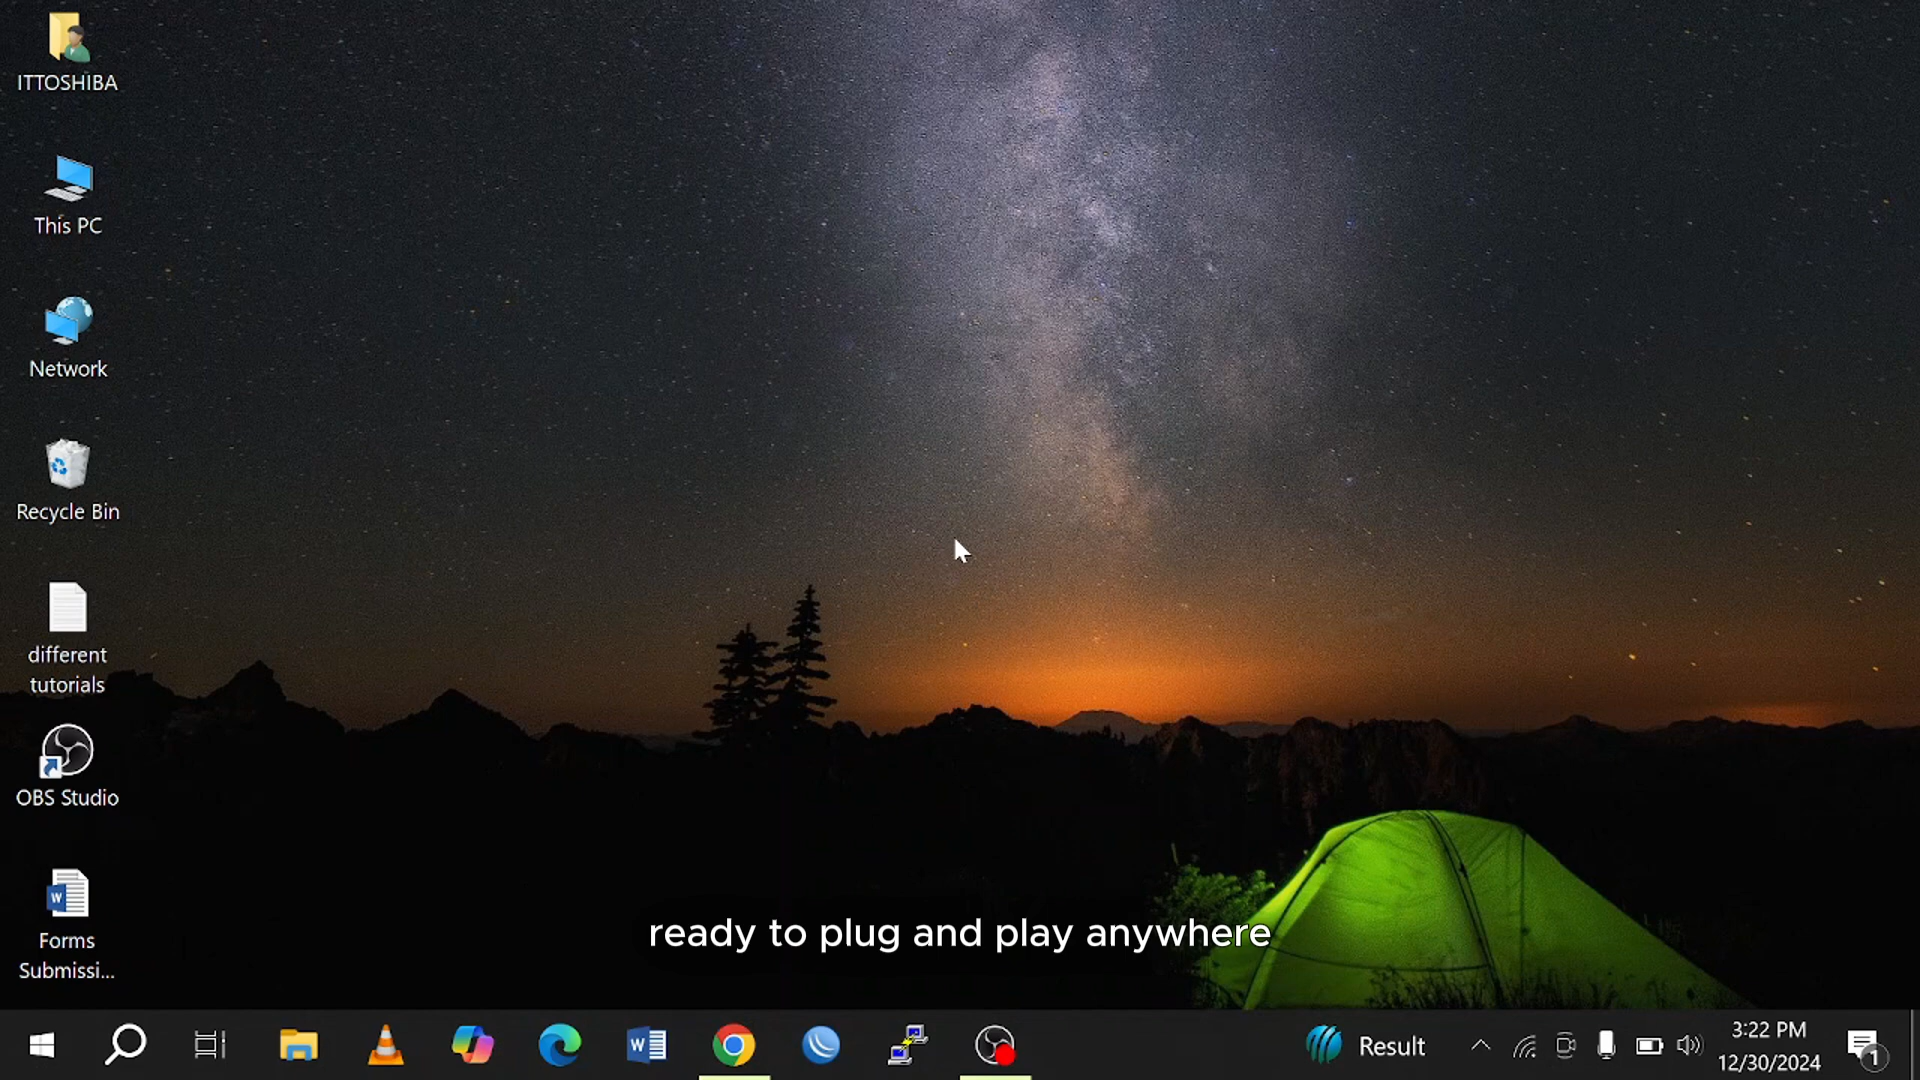 ITTOSHIBA
This PC
Network
Recycle Bin
different
tutorials
OBS Studio
W
Forms
Submissi...
ready to plug and play anywhere
W
Result
3:22 PM
12/30/2024
1